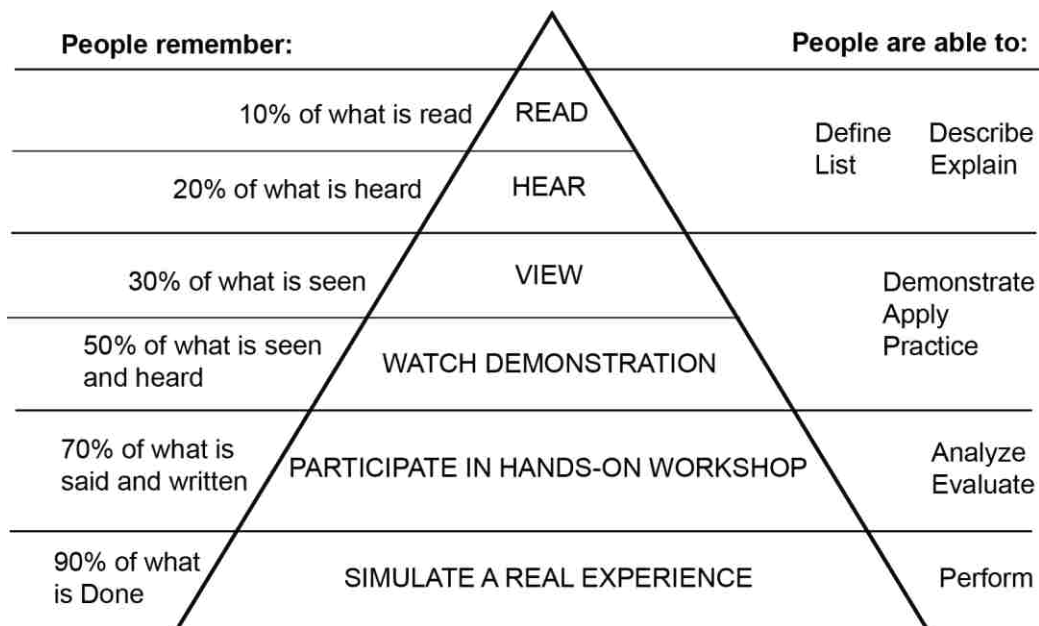 People remember:
People are able to:
10% of what is read
READ
Define
Describe
List
Explain
20% of what is heard
HEAR
30% of what is seen
VIEW
Demonstrate
Apply
Practice
50% of what is seen
and heard
WATCH DEMONSTRATION
70% of what is
said and written
PARTICIPATE IN HANDS-ON WORKSHOP
Analyze
Evaluate
90% of what
is Done
SIMULATE A REAL EXPERIENCE
Perform